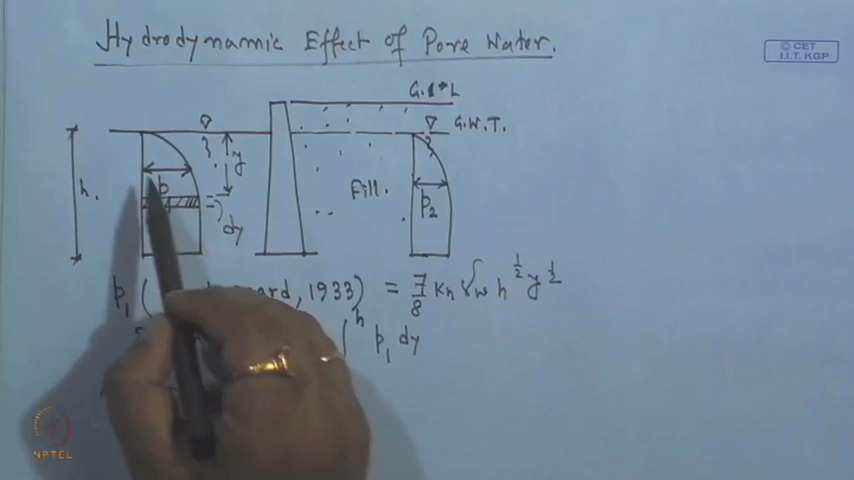 Hydrodynamic Effect of Pore Water.
© CET
I.I.T. KGP
G.W.T.
h.
y
Fill.
p2
dy
p1 ( , 1933) = 7/8 Kh γw h^1/2 y^1/2
∫^h p1 dy
NPTEL